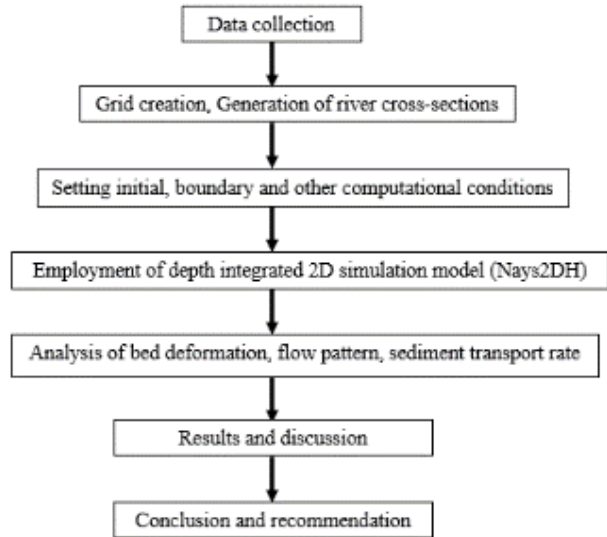 Data collection
Grid creation, Generation of river cross-sections
Setting initial, boundary and other computational conditions
Employment of depth integrated 2D simulation model (Nays2DH)
Analysis of bed deformation, flow pattern, sediment transport rate
Results and discussion
Conclusion and recommendation